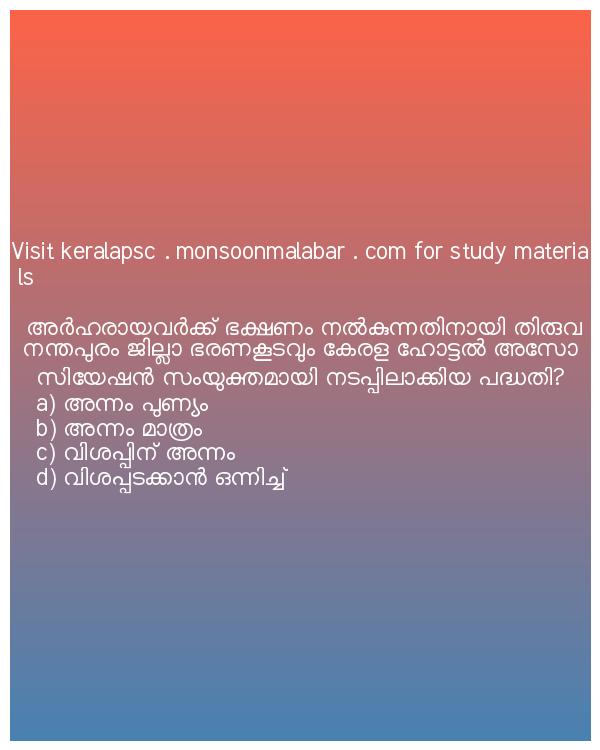 Visit keralapsc . monsoonmalabar . com for study materia
ls
അർഹരായവർക്ക് ഭക്ഷണം നൽകുന്നതിനായി തിരുവ
നന്തപുരം ജില്ലാ ഭരണകൂടവും കേരള ഹോട്ടൽ അസോ
സിയേഷൻ സംയുക്തമായി നടപ്പിലാക്കിയ പദ്ധതി?
a) അന്നം പുണ്യം
b) അന്നം മാത്രം
c) വിശപ്പിന് അന്നം
d) വിശപ്പടക്കാൻ ഒന്നിച്ച്